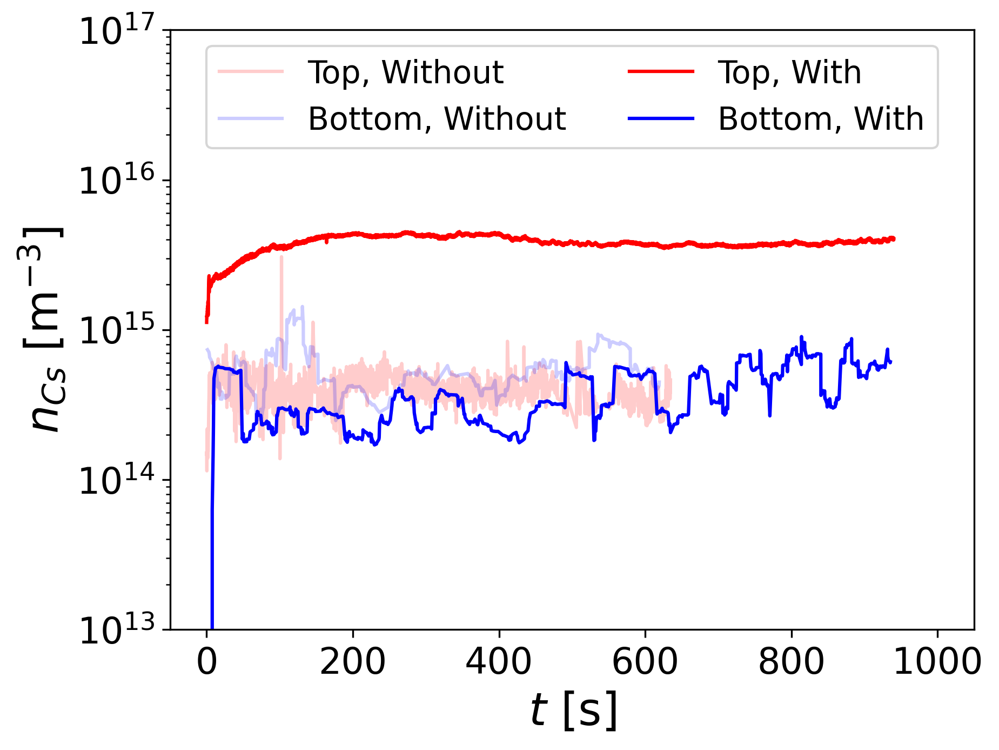 10^17
10^16
10^15
10^14
10^13
n_Cs [m^−3]
Top, Without
Bottom, Without
Top, With
Bottom, With
0 200 400 600 800 1000
t [s]